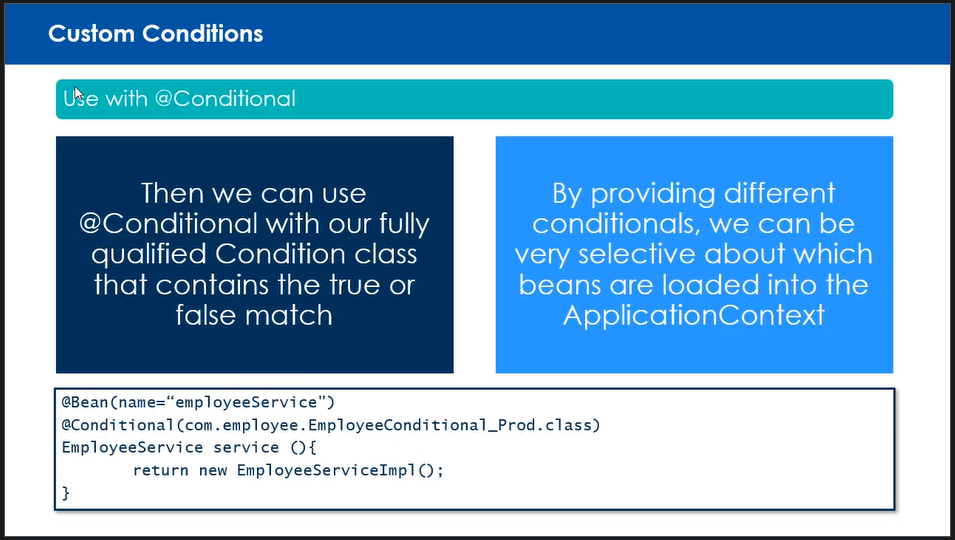 Custom Conditions
Use with @Conditional
Then we can use
@Conditional with our fully
qualified Condition class
that contains the true or
false match
By providing different
conditionals, we can be
very selective about which
beans are loaded into the
ApplicationContext
@Bean(name=“employeeService")
@Conditional(com.employee.EmployeeConditional_Prod.class)
EmployeeService service (){
return new EmployeeServiceImpl();
}